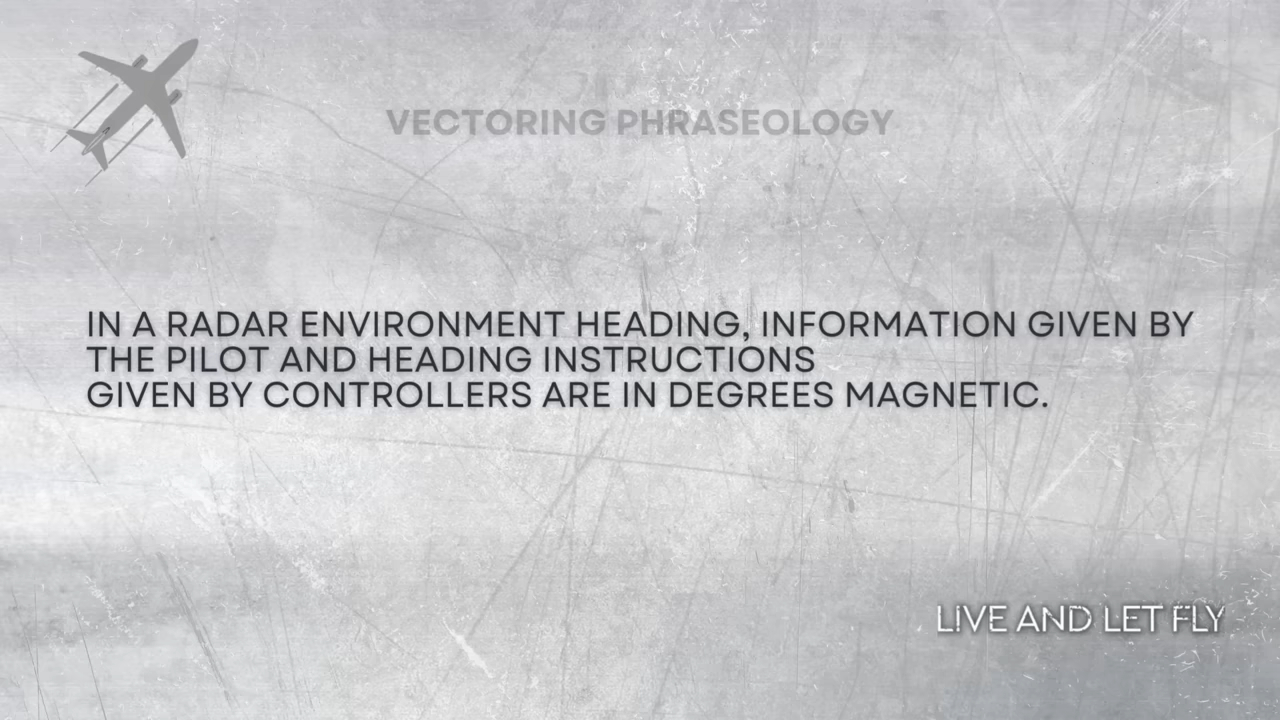 VECTORING PHRASEOLOGY
IN A RADAR ENVIRONMENT HEADING, INFORMATION GIVEN BY
THE PILOT AND HEADING INSTRUCTIONS
GIVEN BY CONTROLLERS ARE IN DEGREES MAGNETIC.
LIVE AND LET FLY